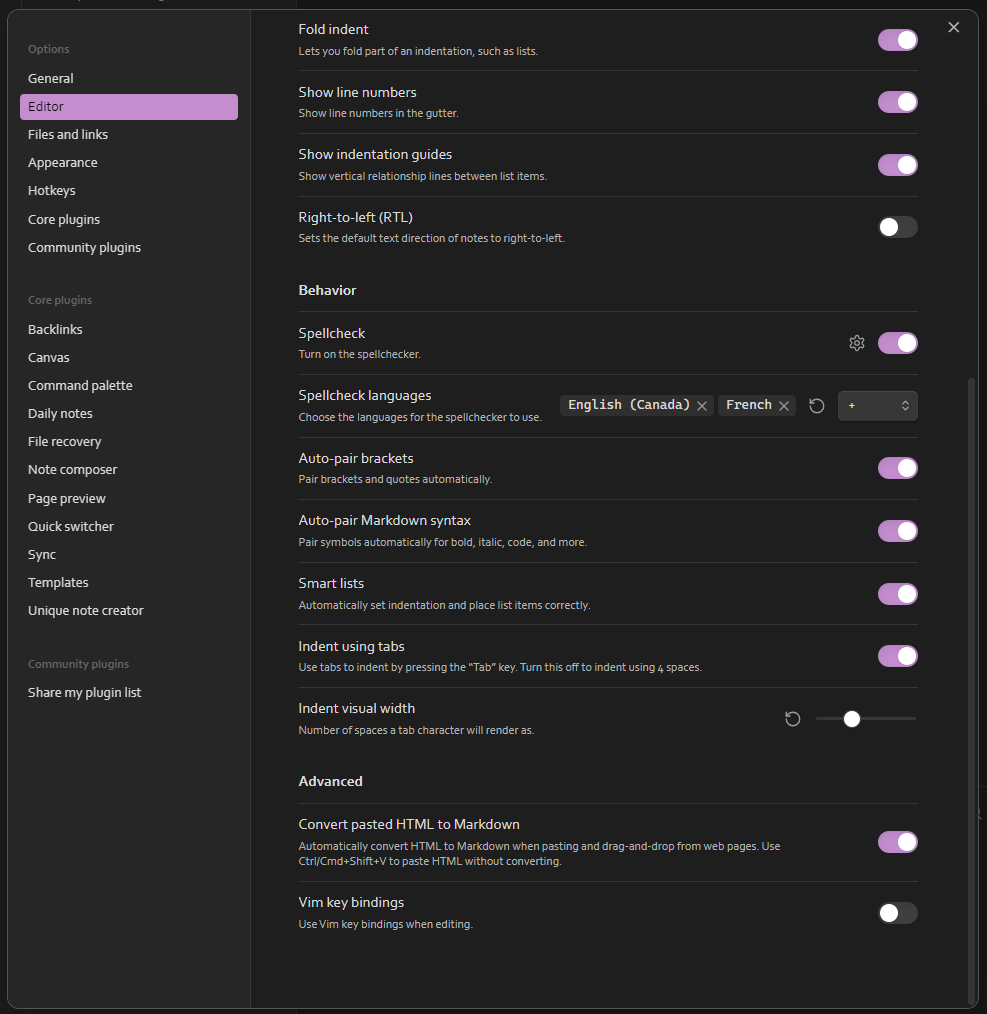 Options
General
Editor
Files and links
Appearance
Hotkeys
Core plugins
Community plugins
Core plugins
Backlinks
Canvas
Command palette
Daily notes
File recovery
Note composer
Page preview
Quick switcher
Sync
Templates
Unique note creator
Community plugins
Share my plugin list
Fold indent
Lets you fold part of an indentation, such as lists.
Show line numbers
Show line numbers in the gutter.
Show indentation guides
Show vertical relationship lines between list items.
Right-to-left (RTL)
Sets the default text direction of notes to right-to-left.
Behavior
Spellcheck
Turn on the spellchecker.
Spellcheck languages
Choose the languages for the spellchecker to use.
English (Canada)
French
+
Auto-pair brackets
Pair brackets and quotes automatically.
Auto-pair Markdown syntax
Pair symbols automatically for bold, italic, code, and more.
Smart lists
Automatically set indentation and place list items correctly.
Indent using tabs
Use tabs to indent by pressing the “Tab” key. Turn this off to indent using 4 spaces.
Indent visual width
Number of spaces a tab character will render as.
Advanced
Convert pasted HTML to Markdown
Automatically convert HTML to Markdown when pasting and drag-and-drop from web pages. Use
Ctrl/Cmd+Shift+V to paste HTML without converting.
Vim key bindings
Use Vim key bindings when editing.